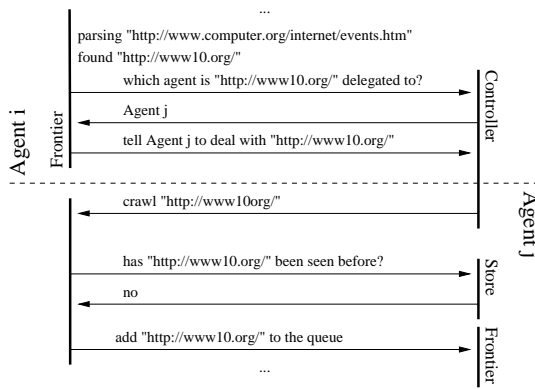 ...
parsing "http://www.computer.org/internet/events.htm"
found "http://www10.org/"
which agent is "http://www10.org/" delegated to?
Agent j
tell Agent j to deal with "http://www10.org/"
Agent i
Frontier
Controller
crawl "http://www10org/"
Agent j
has "http://www10.org/" been seen before?
no
Store
add "http://www10.org/" to the queue
Frontier
...